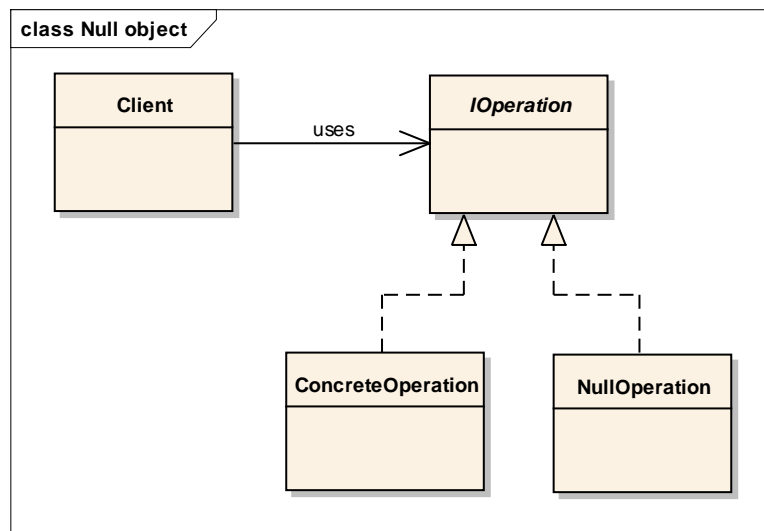 class Null object
Client
IOperation
uses
ConcreteOperation
NullOperation